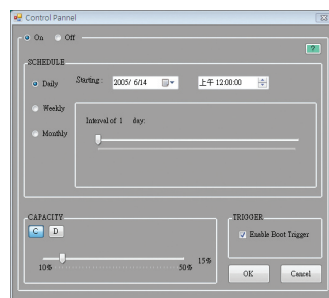 Control Pannel
On Off
?
SCHEDULE
Daily Starting: 2005/ 6/14 上午 12:00:00
Weekly
Monthly
Interval of 1 day:
CAPACITY
C D
10% 50% 15%
TRIGGER
Enable Boot Trigger
OK Cancel